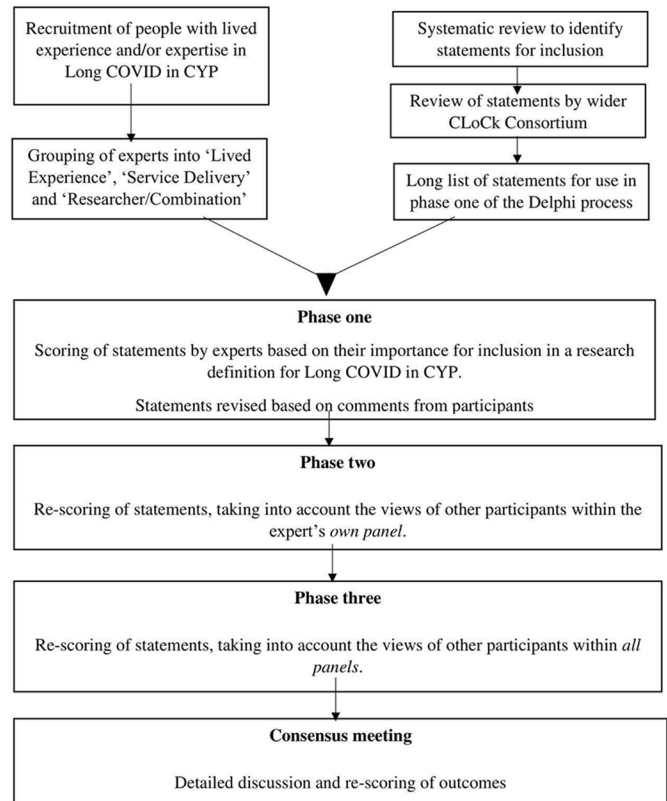 Recruitment of people with lived
experience and/or expertise in
Long COVID in CYP
Grouping of experts into ‘Lived
Experience’, ‘Service Delivery’
and ‘Researcher/Combination’
Systematic review to identify
statements for inclusion
Review of statements by wider
CLoCk Consortium
Long list of statements for use in
phase one of the Delphi process
Phase one
Scoring of statements by experts based on their importance for inclusion in a research
definition for Long COVID in CYP.
Statements revised based on comments from participants
Phase two
Re-scoring of statements, taking into account the views of other participants within the
expert’s own panel.
Phase three
Re-scoring of statements, taking into account the views of other participants within all
panels.
Consensus meeting
Detailed discussion and re-scoring of outcomes